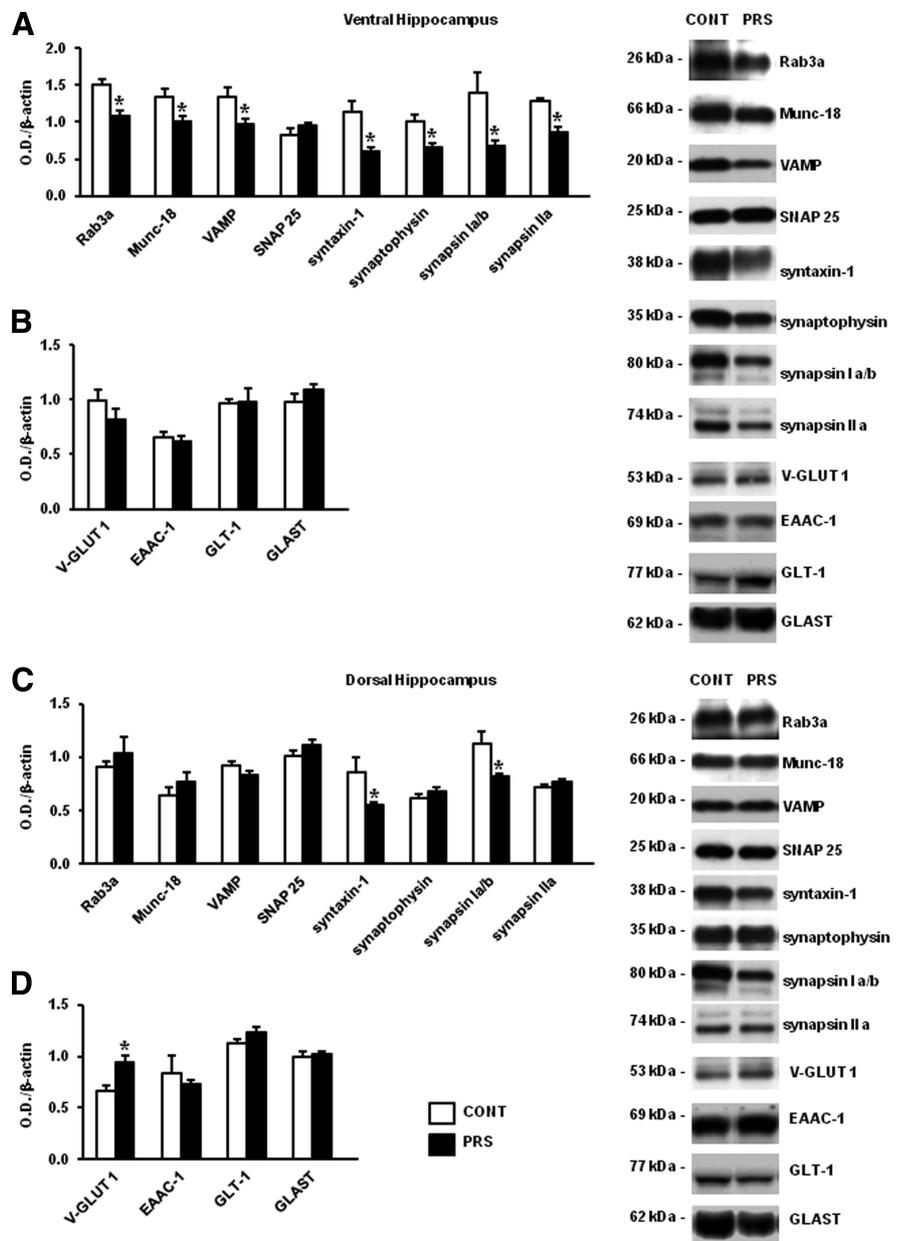 A
Ventral Hippocampus
O.D./β-actin
2.0
1.5
1.0
0.5
0.0
Rab3a
Munc-18
VAMP
SNAP 25
syntaxin-1
synaptophysin
synapsin Ia/b
synapsin IIa
*
*
*
*
*
*
*
CONT PRS
26 kDa - Rab3a
66 kDa - Munc-18
20 kDa - VAMP
25 kDa - SNAP 25
38 kDa - syntaxin-1
35 kDa - synaptophysin
80 kDa - synapsin Ia/b
74 kDa - synapsin IIa
53 kDa - V-GLUT 1
69 kDa - EAAC-1
77 kDa - GLT-1
62 kDa - GLAST
B
O.D./β-actin
1.5
1.0
0.5
0.0
V-GLUT 1
EAAC-1
GLT-1
GLAST
C
Dorsal Hippocampus
O.D./β-actin
1.5
1.0
0.5
0.0
Rab3a
Munc-18
VAMP
SNAP 25
syntaxin-1
synaptophysin
synapsin Ia/b
synapsin IIa
*
*
CONT PRS
26 kDa - Rab3a
66 kDa - Munc-18
20 kDa - VAMP
25 kDa - SNAP 25
38 kDa - syntaxin-1
35 kDa - synaptophysin
80 kDa - synapsin Ia/b
74 kDa - synapsin IIa
53 kDa - V-GLUT 1
69 kDa - EAAC-1
77 kDa - GLT-1
62 kDa - GLAST
D
O.D./β-actin
1.5
1.0
0.5
0.0
*
V-GLUT 1
EAAC-1
GLT-1
GLAST
CONT
PRS